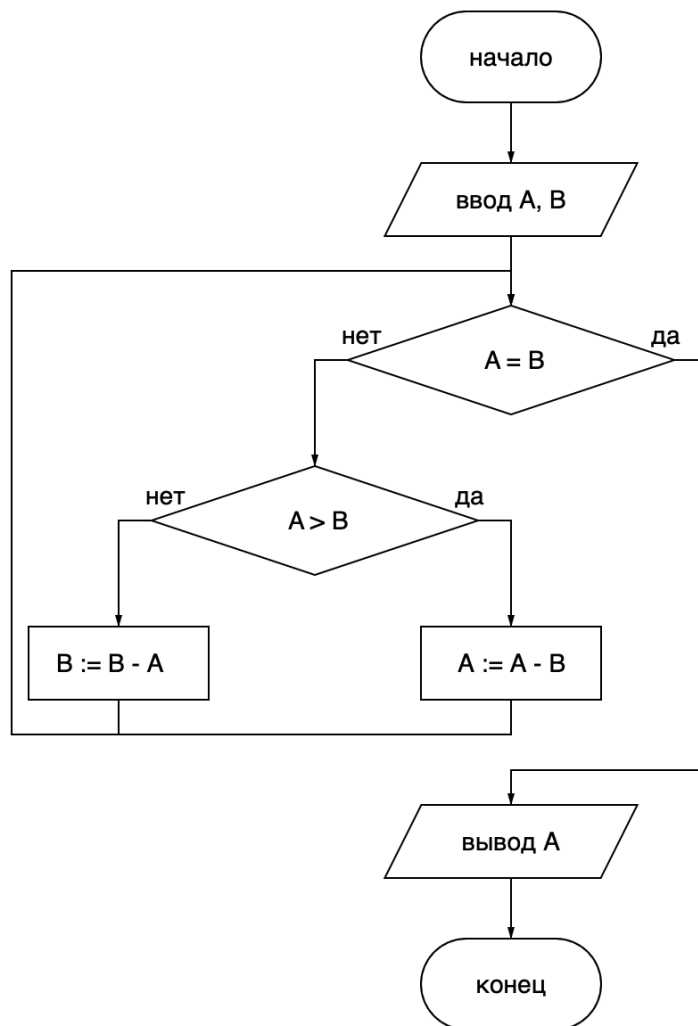 начало
ввод A, B
нет
да
A = B
нет
да
A > B
B := B - A
A := A - B
вывод A
конец